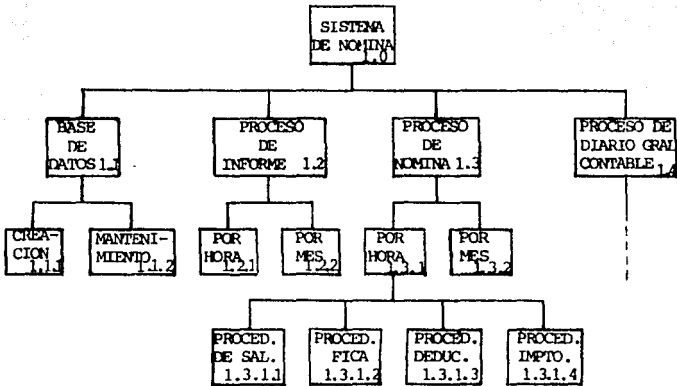 SISTEMA
DE NOMINA
1.0
BASE
DE
DATOS 1.1
PROCESO
DE
INFORME 1.2
PROCESO
DE
NOMINA 1.3
PROCESO DE
DIARIO GRAL
CONTABLE 1.4
CREA-
CION
1.1.1
MANTENI-
MIENTO
1.1.2
POR
HORA
1.2.1
POR
MES
1.2.2
POR
HORA
1.3.1
POR
MES
1.3.2
PROCED.
DE SAL.
1.3.1.1
PROCED.
FICA
1.3.1.2
PROCED.
DEDUC.
1.3.1.3
PROCED.
IMPTO.
1.3.1.4